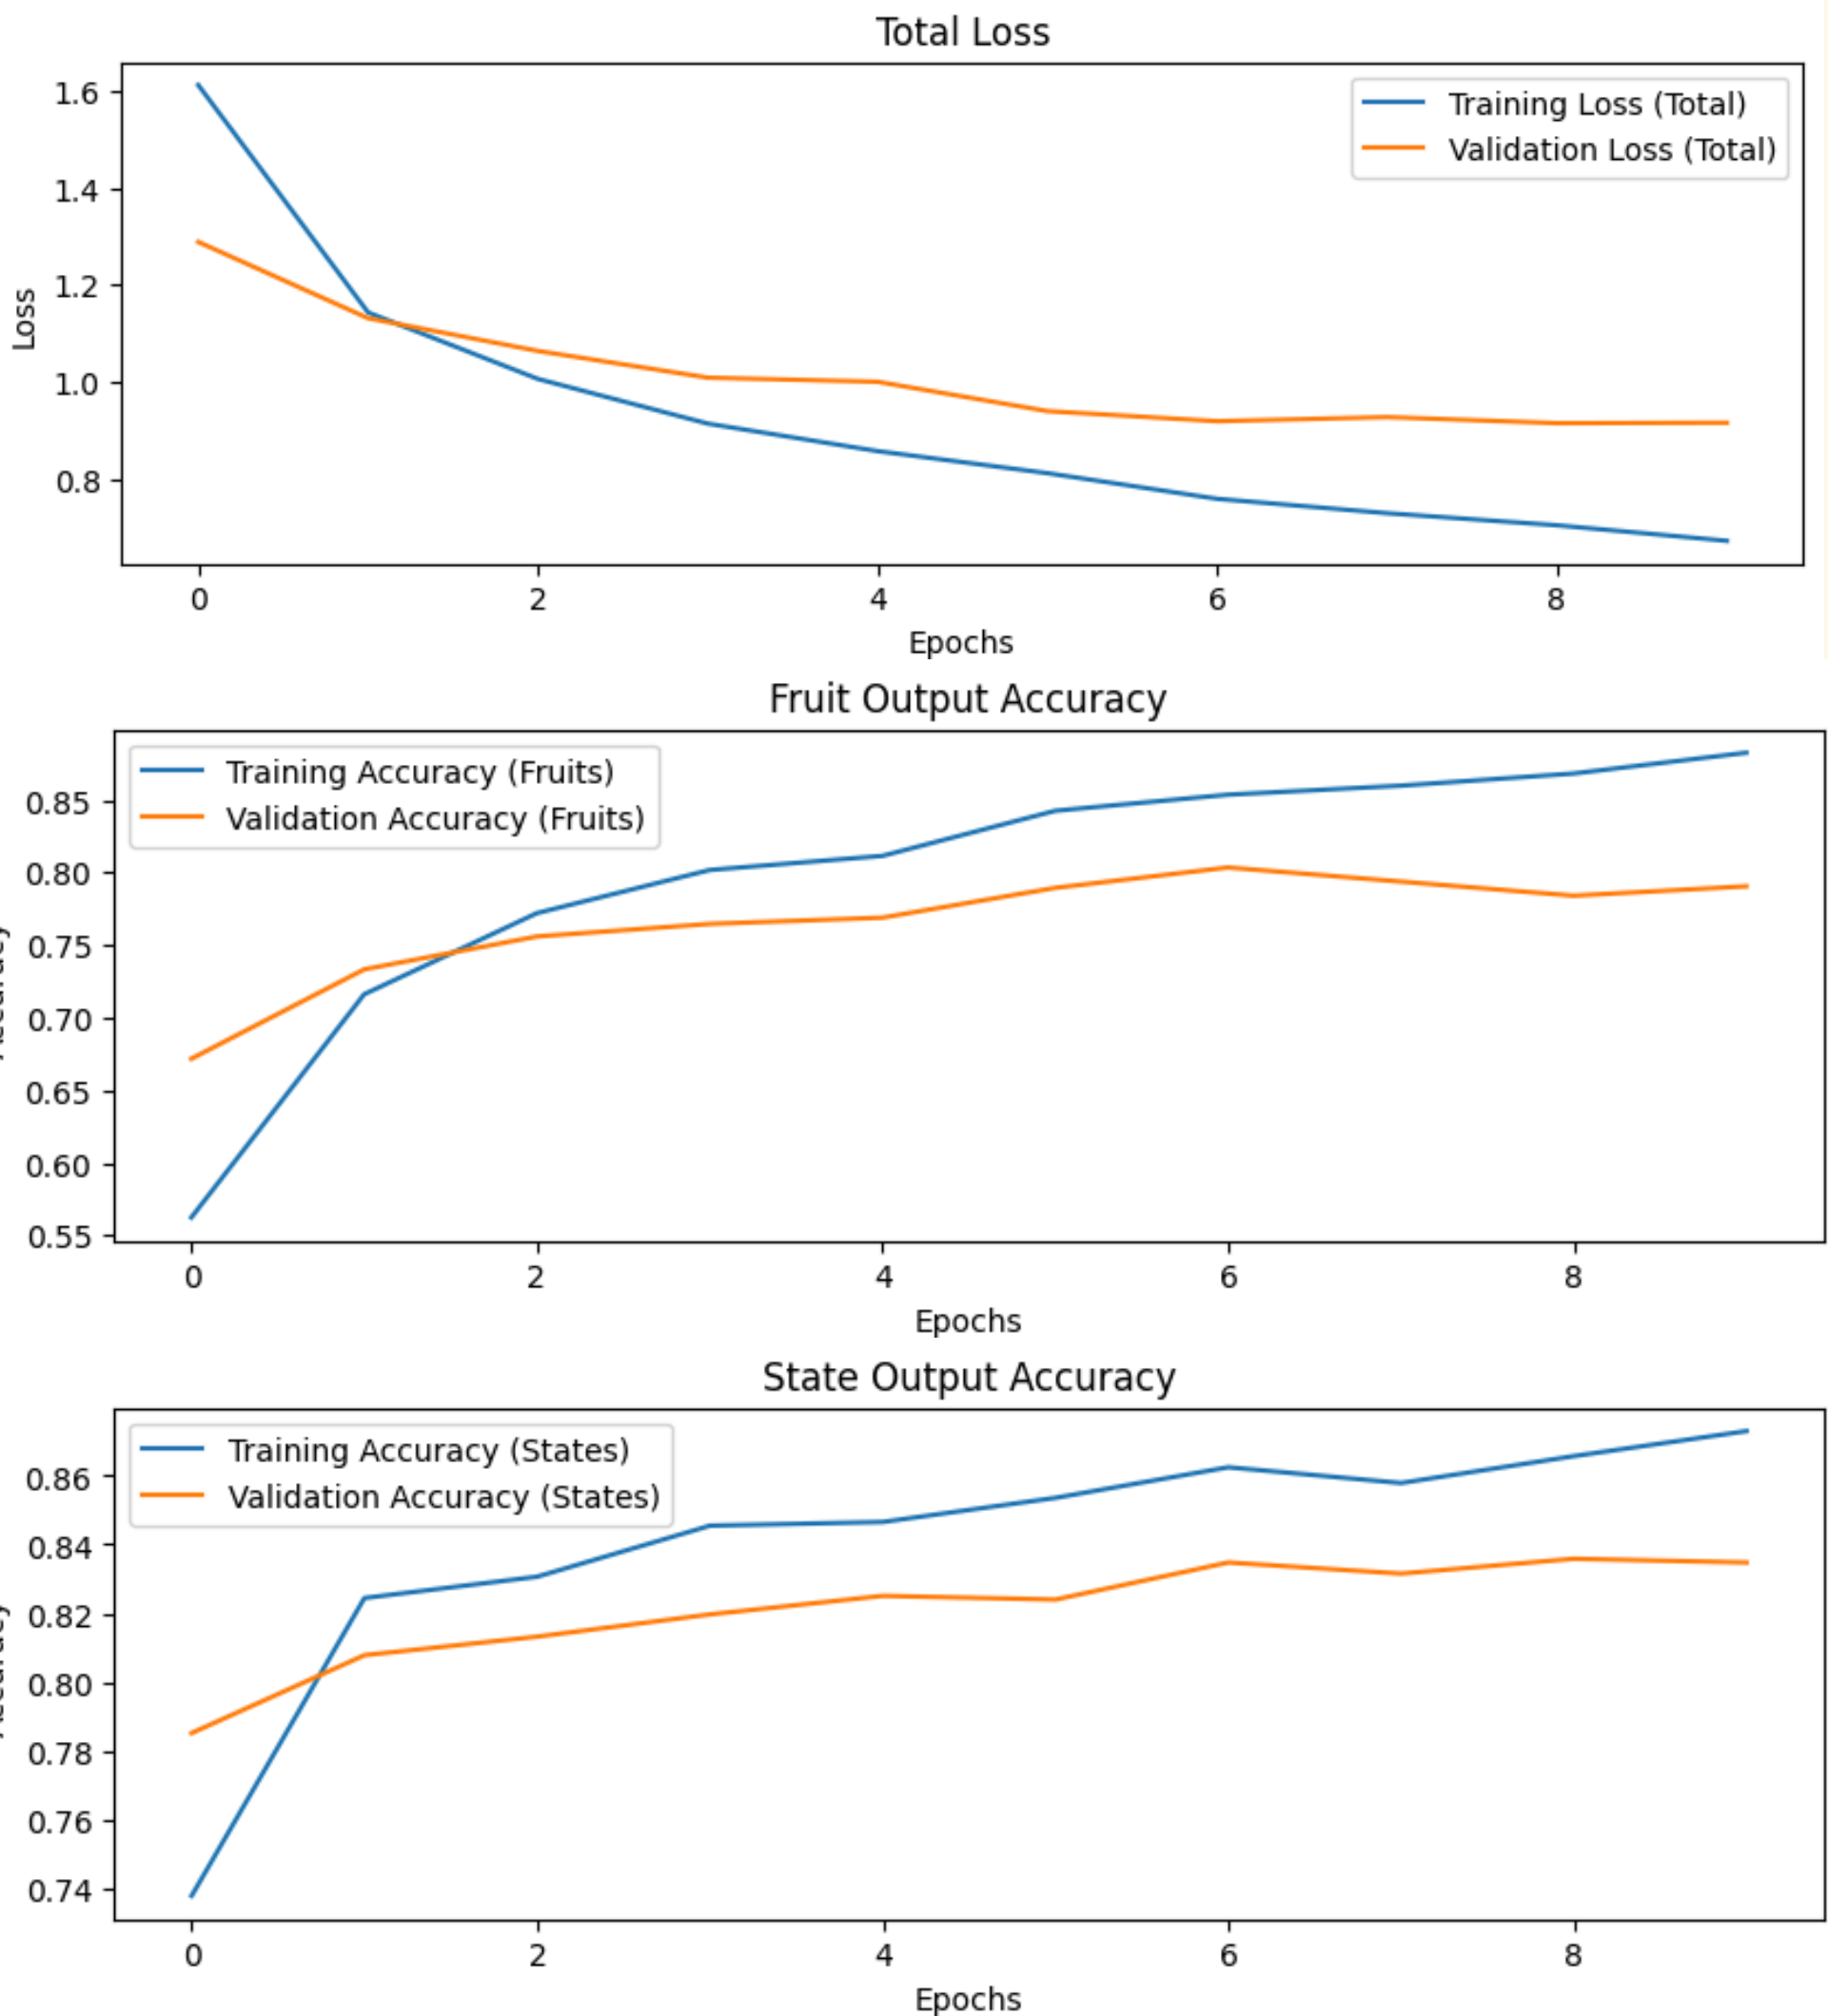 Total Loss
Training Loss (Total)
Validation Loss (Total)
1.6
1.4
1.2
1.0
0.8
Loss
0 2 4 6 8
Epochs
Fruit Output Accuracy
Training Accuracy (Fruits)
Validation Accuracy (Fruits)
0.85
0.80
0.75
0.70
0.65
0.60
0.55
0 2 4 6 8
Epochs
State Output Accuracy
Training Accuracy (States)
Validation Accuracy (States)
0.86
0.84
0.82
0.80
0.78
0.76
0.74
0 2 4 6 8
Epochs